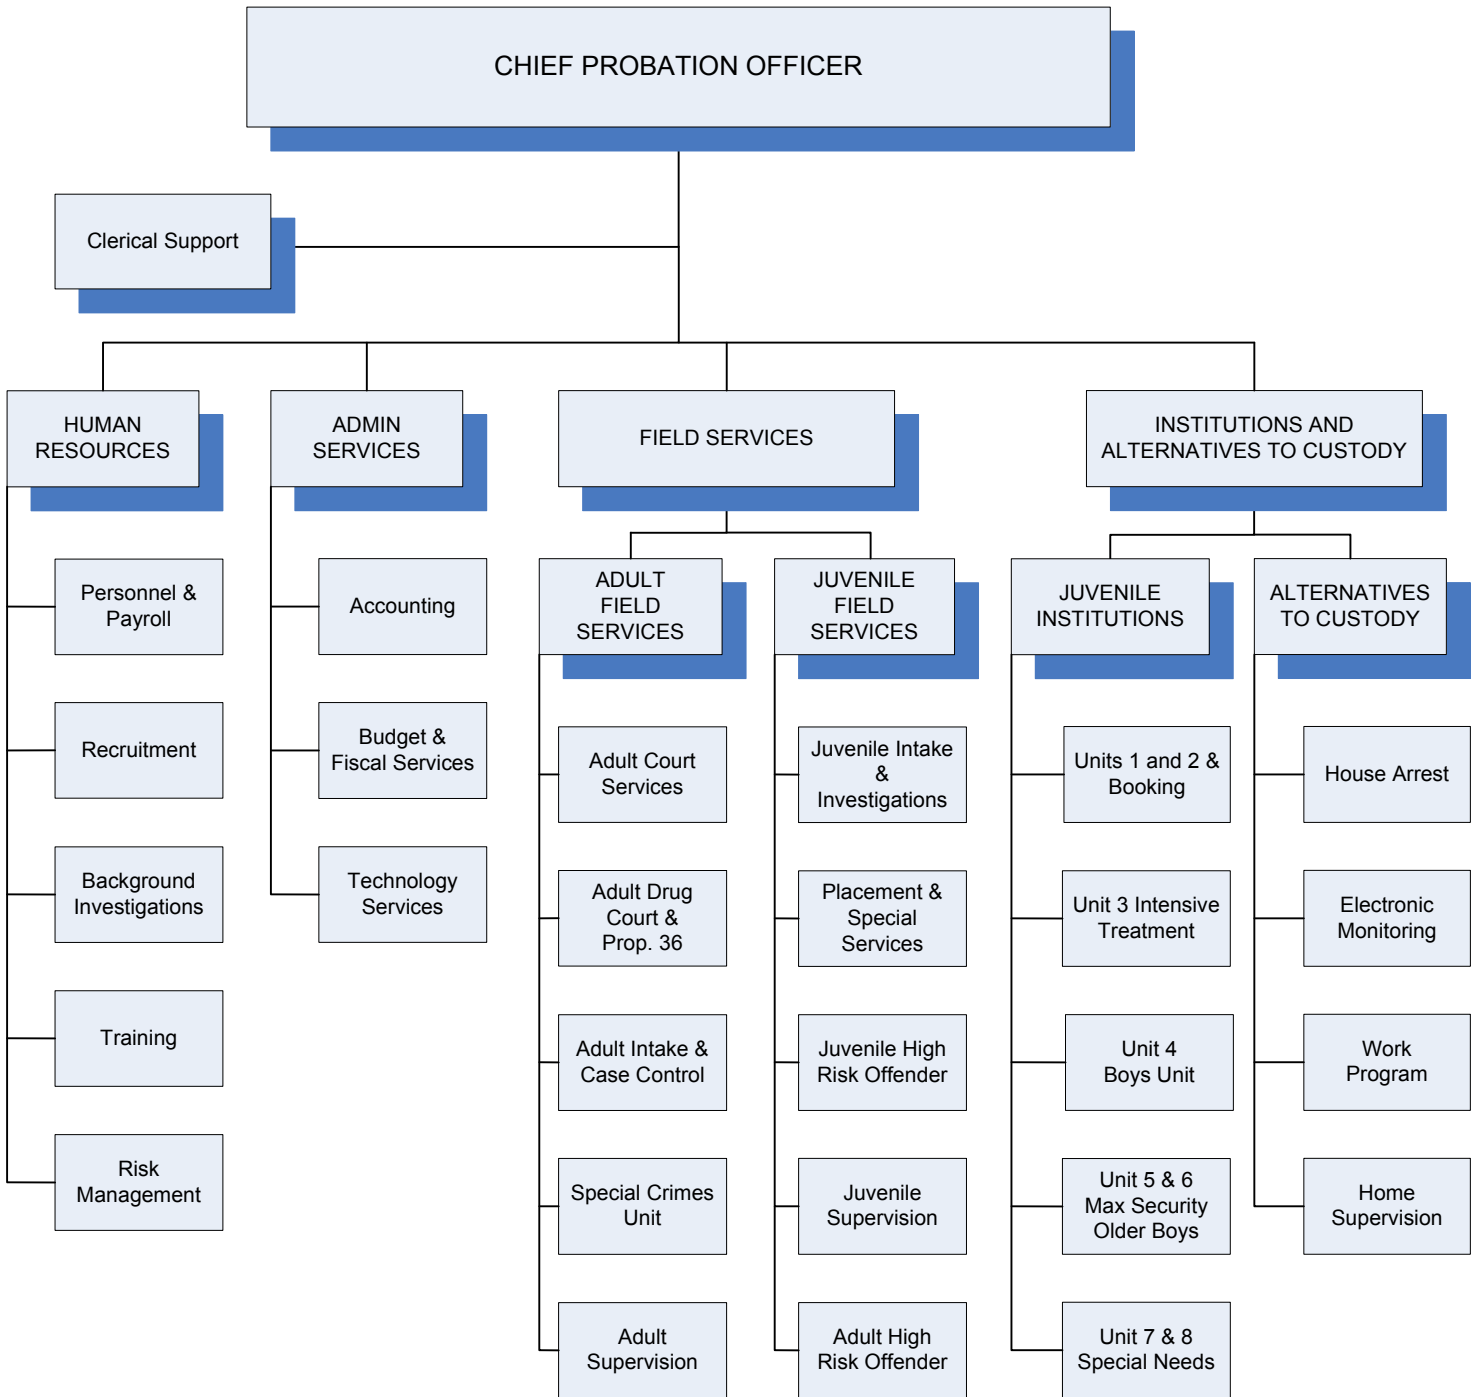 CHIEF PROBATION OFFICER
Clerical Support
HUMAN
RESOURCES
ADMIN
SERVICES
FIELD SERVICES
INSTITUTIONS AND
ALTERNATIVES TO CUSTODY
Personnel &
Payroll
Recruitment
Background
Investigations
Training
Risk
Management
Accounting
Budget &
Fiscal Services
Technology
Services
ADULT
FIELD
SERVICES
Adult Court
Services
Adult Drug
Court &
Prop. 36
Adult Intake &
Case Control
Special Crimes
Unit
Adult
Supervision
JUVENILE
FIELD
SERVICES
Juvenile Intake
&
Investigations
Placement &
Special
Services
Juvenile High
Risk Offender
Juvenile
Supervision
Adult High
Risk Offender
JUVENILE
INSTITUTIONS
Units 1 and 2 &
Booking
Unit 3 Intensive
Treatment
Unit 4
Boys Unit
Unit 5 & 6
Max Security
Older Boys
Unit 7 & 8
Special Needs
ALTERNATIVES
TO CUSTODY
House Arrest
Electronic
Monitoring
Work
Program
Home
Supervision